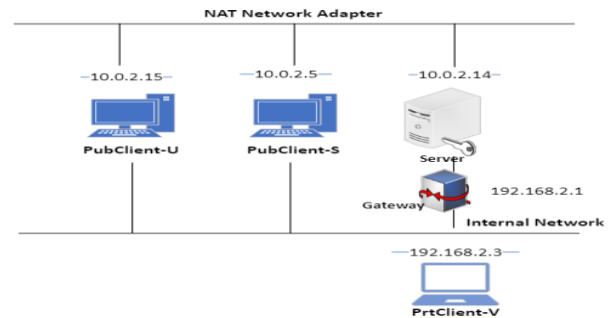 NAT Network Adapter
10.0.2.15
10.0.2.5
10.0.2.14
PubClient-U
PubClient-S
Server
192.168.2.1
Gateway
Internal Network
192.168.2.3
PrtClient-V